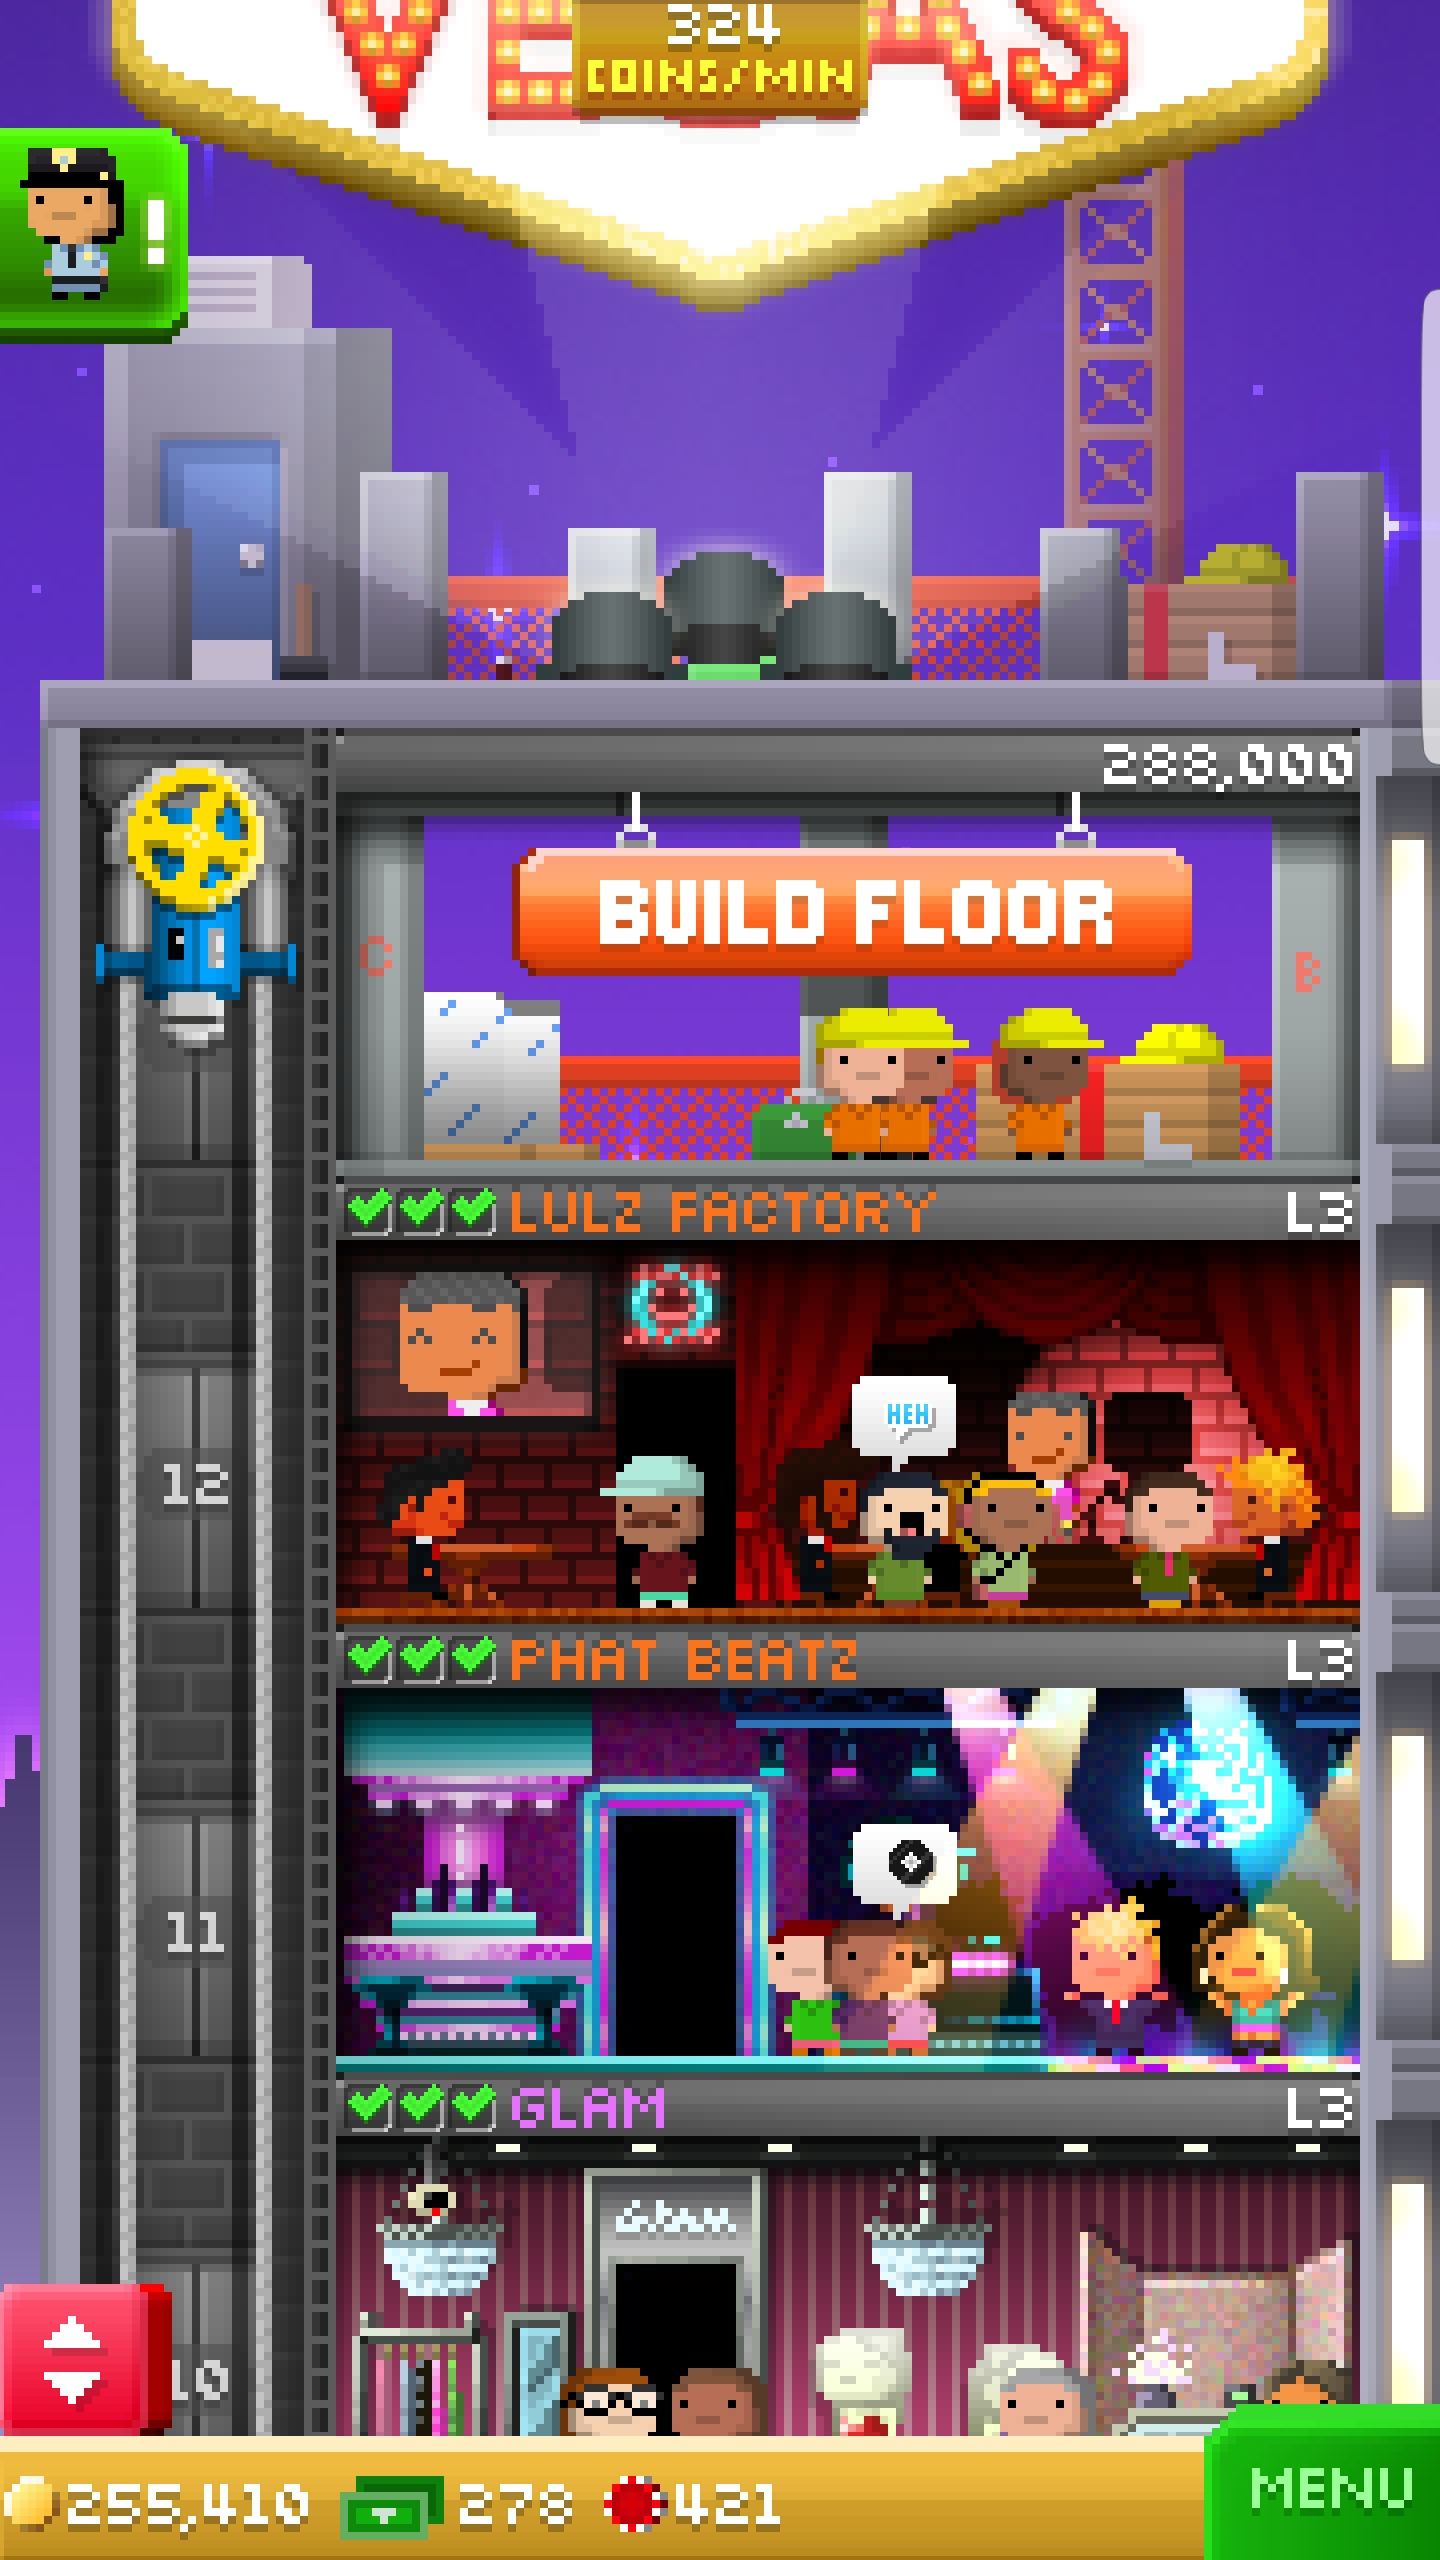 VEGAS
324
COINS/MIN
!
288,000
BUILD FLOOR
C
B
LULZ FACTORY L3
HEH
12
PHAT BEATZ L3
11
GLAM L3
Glam
10
255,410 278 421
MENU